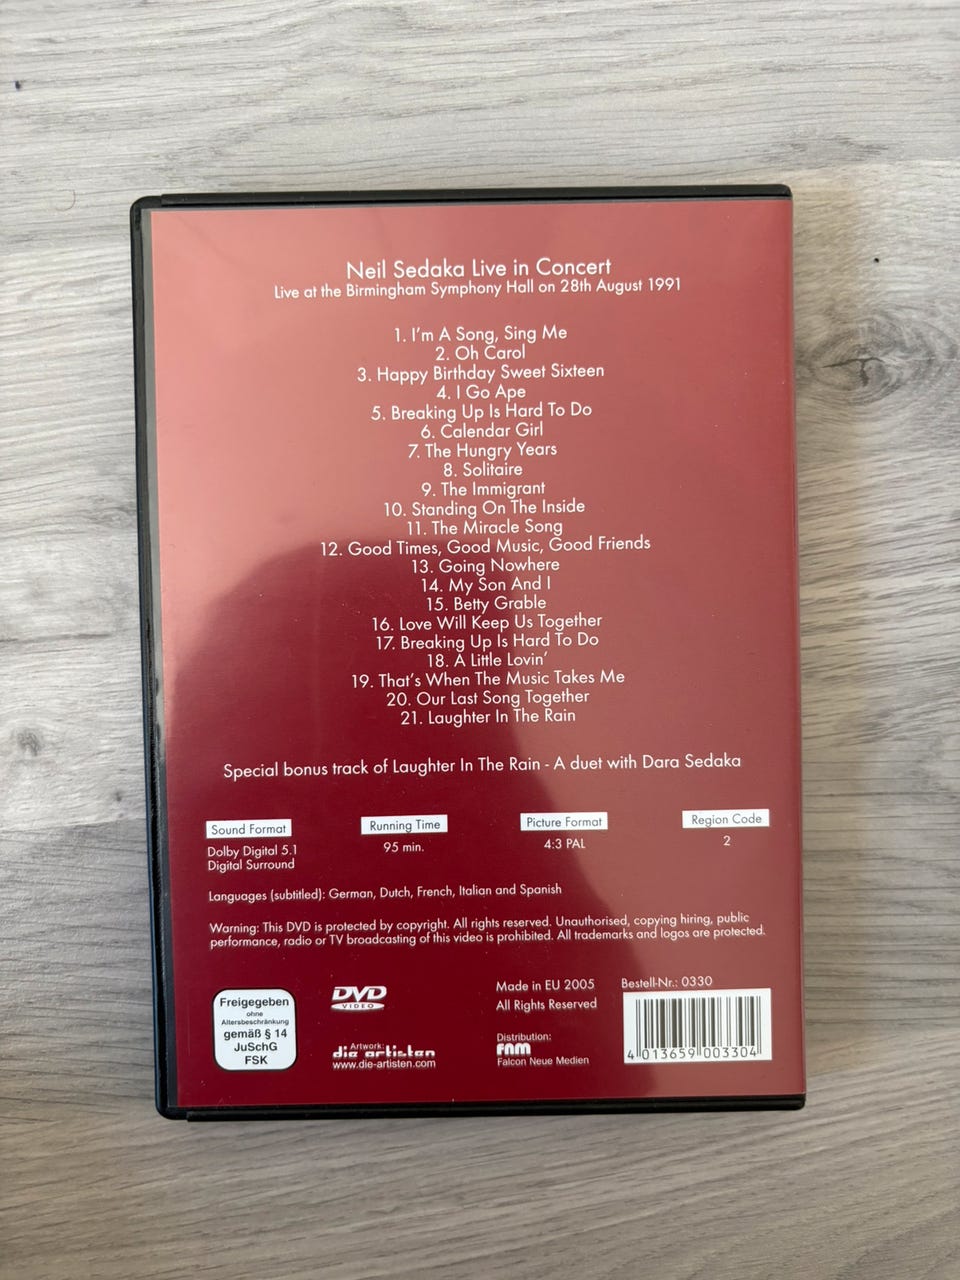 Neil Sedaka Live in Concert
Live at the Birmingham Symphony Hall on 28th August 1991
1. I'm A Song, Sing Me
2. Oh Carol
3. Happy Birthday Sweet Sixteen
4. I Go Ape
5. Breaking Up Is Hard To Do
6. Calendar Girl
7. The Hungry Years
8. Solitaire
9. The Immigrant
10. Standing On The Inside
11. The Miracle Song
12. Good Times, Good Music, Good Friends
13. Going Nowhere
14. My Son And I
15. Betty Grable
16. Love Will Keep Us Together
17. Breaking Up Is Hard To Do
18. A Little Lovin'
19. That's When The Music Takes Me
20. Our Last Song Together
21. Laughter In The Rain
Special bonus track of Laughter In The Rain - A duet with Dara Sedaka
Sound Format
Dolby Digital 5.1
Digital Surround
Running Time
95 min.
Picture Format
4:3 PAL
Region Code
2
Languages (subtitled): German, Dutch, French, Italian and Spanish
Warning: This DVD is protected by copyright. All rights reserved. Unauthorised, copying hiring, public
performance, radio or TV broadcasting of this video is prohibited. All trademarks and logos are protected.
Freigegeben
ohne
Altersbeschränkung
gemäß § 14
JuSchG
FSK
DVD
VIDEO
Artwork:
die artisten
www.die-artisten.com
Made in EU 2005
All Rights Reserved
Distribution:
FNM
Falcon Neue Medien
Bestell-Nr.: 0330
4 013659 003304